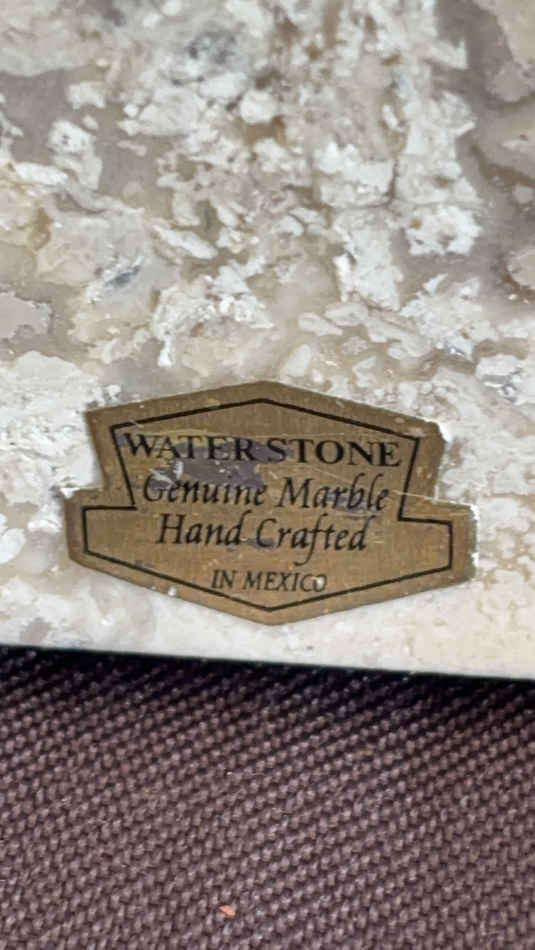 WATER STONE
Genuine Marble
Hand Crafted
IN MEXICO